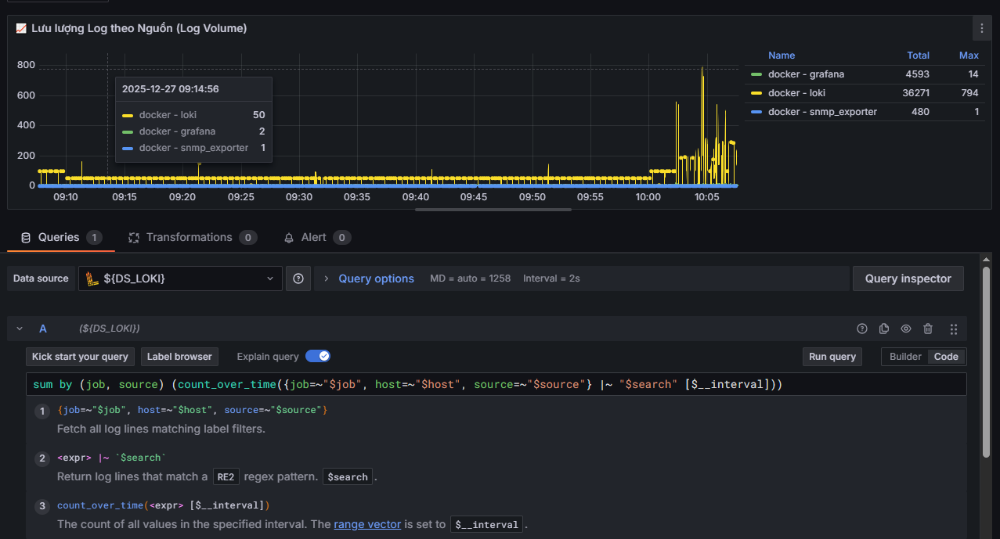 Lưu lượng Log theo Nguồn (Log Volume)
800
600
400
200
0
09:10 09:15 09:20 09:25 09:30 09:35 09:40 09:45 09:50 09:55 10:00 10:05
2025-12-27 09:14:56
docker - loki 50
docker - grafana 2
docker - snmp_exporter 1
Name Total Max
docker - grafana 4593 14
docker - loki 36271 794
docker - snmp_exporter 480 1
Queries 1 Transformations 0 Alert 0
Data source ${DS_LOKI} Query options MD = auto = 1258 Interval = 2s Query inspector
A (${DS_LOKI})
Kick start your query Label browser Explain query Run query Builder Code
sum by (job, source) (count_over_time({job=~"$job", host=~"$host", source=~"$source"} |~ "$search" [$__interval]))
1 {job=~"$job", host=~"$host", source=~"$source"}
Fetch all log lines matching label filters.
2 <expr> |~ `$search`
Return log lines that match a RE2 regex pattern. $search .
3 count_over_time(<expr> [$__interval])
The count of all values in the specified interval. The range vector is set to $__interval .